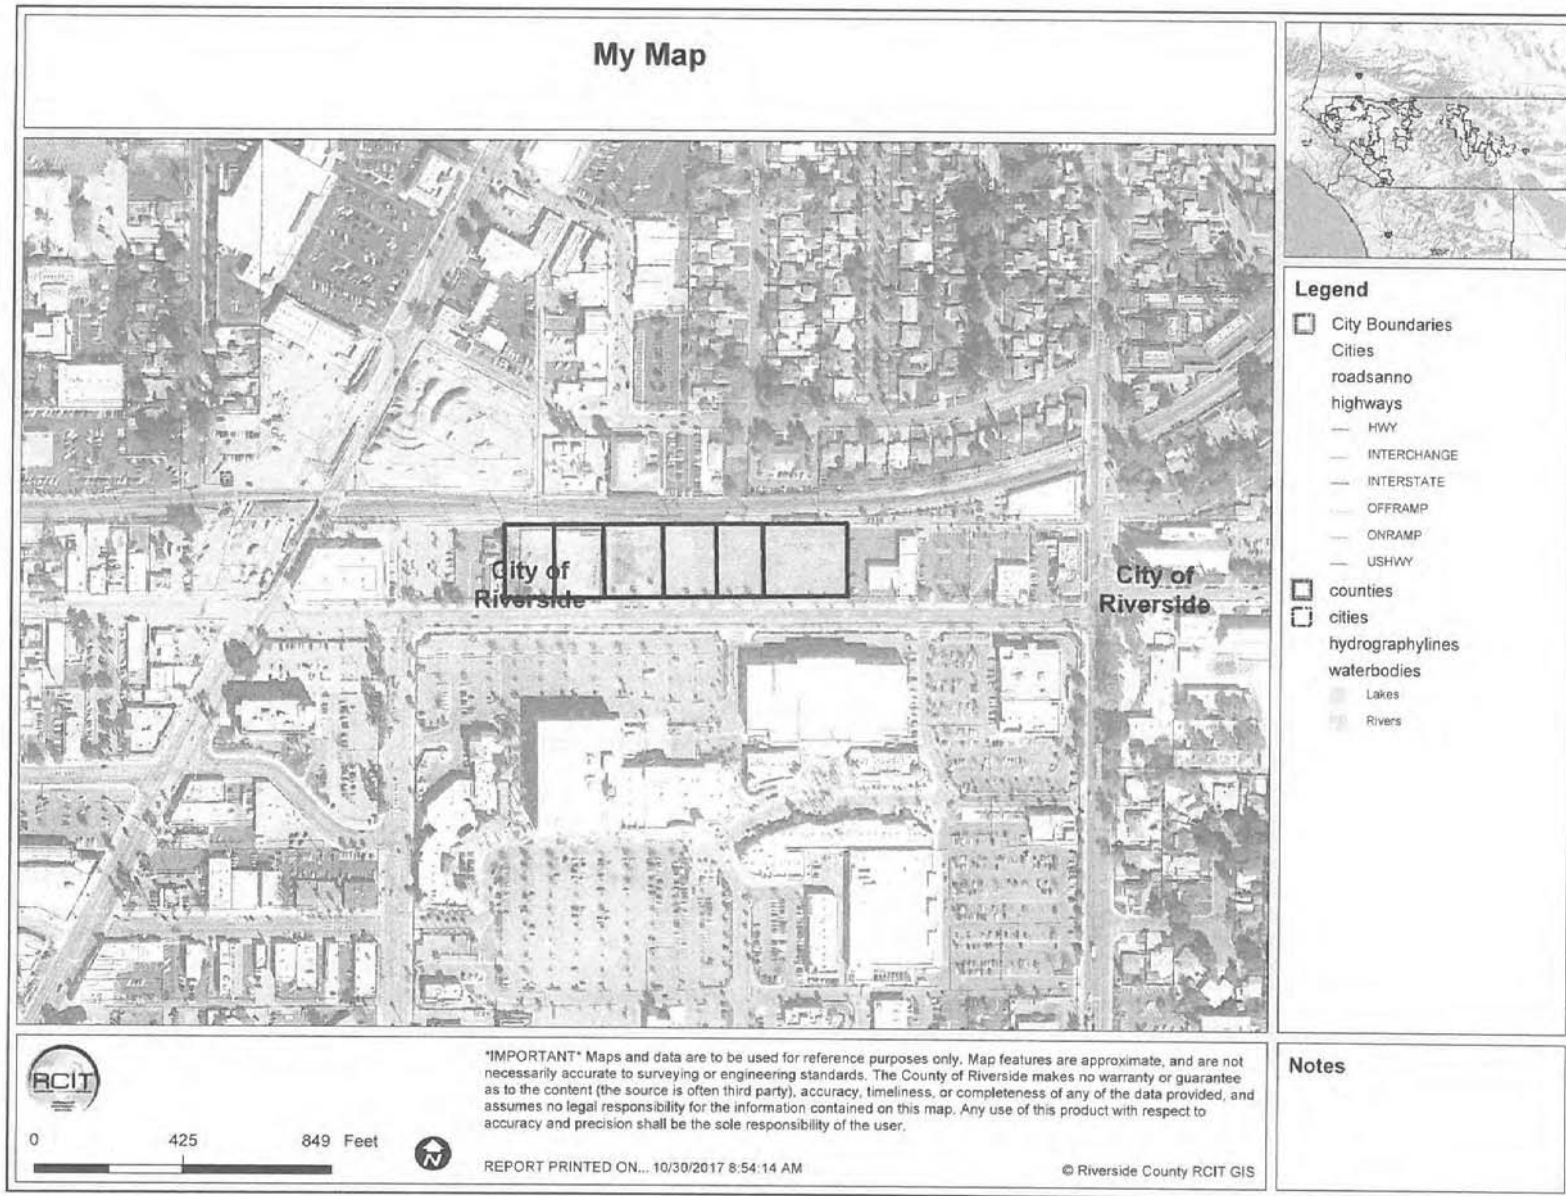 My Map
City of
Riverside
City of
Riverside
Legend
City Boundaries
Cities
roadsanno
highways
HWY
INTERCHANGE
INTERSTATE
OFFRAMP
ONRAMP
USHWY
counties
cities
hydrographylines
waterbodies
Lakes
Rivers
RCIT
0 425 849 Feet
N
*IMPORTANT* Maps and data are to be used for reference purposes only. Map features are approximate, and are not
necessarily accurate to surveying or engineering standards. The County of Riverside makes no warranty or guarantee
as to the content (the source is often third party), accuracy, timeliness, or completeness of any of the data provided, and
assumes no legal responsibility for the information contained on this map. Any use of this product with respect to
accuracy and precision shall be the sole responsibility of the user.
REPORT PRINTED ON... 10/30/2017 8:54:14 AM
© Riverside County RCIT GIS
Notes